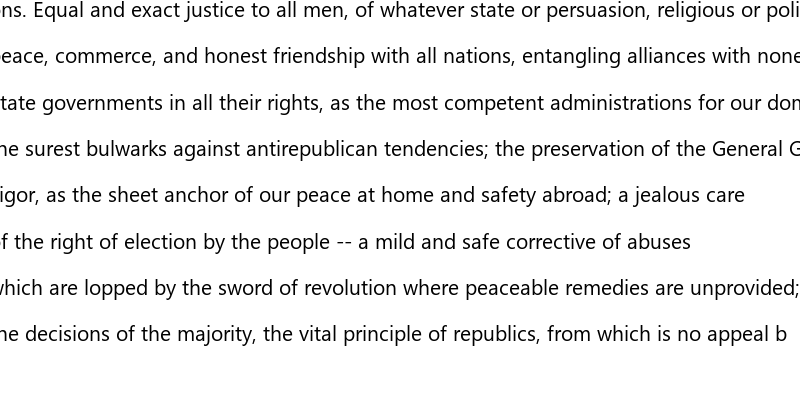 ns. Equal and exact justice to all men, of whatever state or persuasion, religious or poli
eace, commerce, and honest friendship with all nations, entangling alliances with none
tate governments in all their rights, as the most competent administrations for our don
he surest bulwarks against antirepublican tendencies; the preservation of the General G
igor, as the sheet anchor of our peace at home and safety abroad; a jealous care
f the right of election by the people -- a mild and safe corrective of abuses
which are lopped by the sword of revolution where peaceable remedies are unprovided;
he decisions of the majority, the vital principle of republics, from which is no appeal b